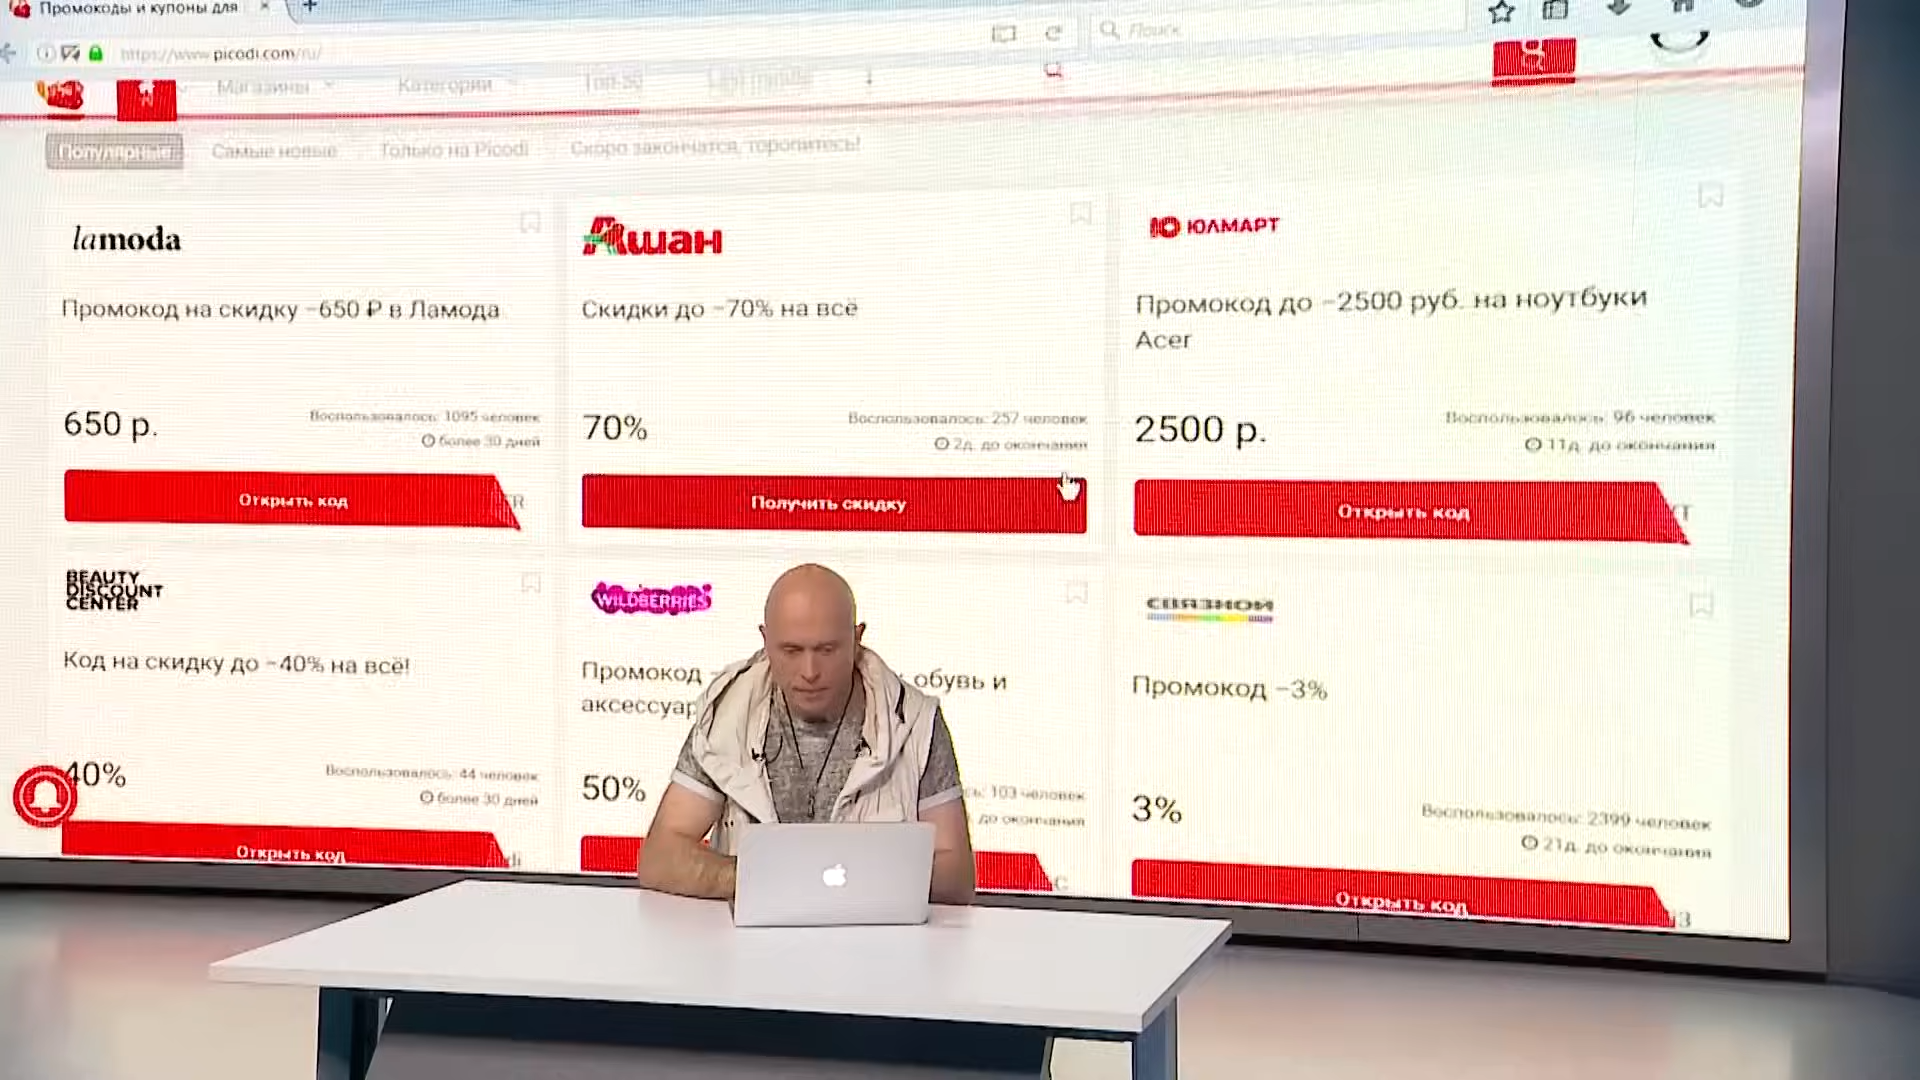 Промокоды и купоны для
https://www.picodi.com/ru/
Поиск
Магазины
Категории
Топ-50
Популярные
Самые новые
Только на Picodi
Скоро закончатся, торопитесь!
lamoda
Промокод на скидку -650 ₽ в Ламода
650 р.
Воспользовалось: 1095 человек
более 30 дней
Открыть код
R
Ашан
Скидки до -70% на всё
70%
Воспользовалось: 257 человек
2д. до окончания
Получить скидку
ЮЛМАРТ
Промокод до -2500 руб. на ноутбуки
Acer
2500 р.
Воспользовалось: 96 человек
11д. до окончания
Открыть код
BEAUTY
DISCOUNT
CENTER
Код на скидку до -40% на всё!
40%
Воспользовалось: 44 человек
более 30 дней
Открыть код
di
WILDBERRIES
Промокод - обувь и
аксессуар
50%
103 человек
до окончания
С
СВЯЗНОЙ
Промокод -3%
3%
Воспользовалось: 2399 человек
21д. до окончания
Открыть код